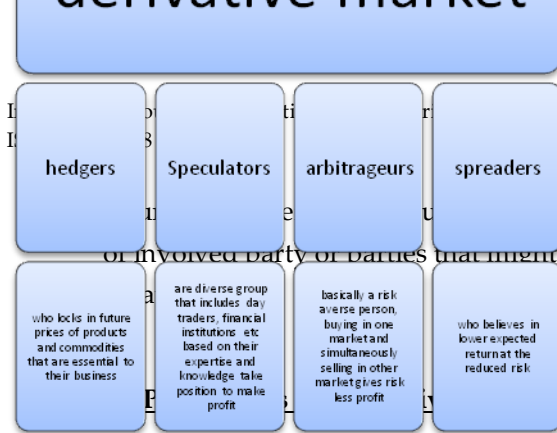 derivative market
hedgers
Speculators
arbitrageurs
spreaders
of involved party or parties that might
who locks in future
prices of products
and commodities
that are essential to
their business
are diverse group
that includes day
traders, financial
institutions etc
based on their
expertise and
knowledge take
position to make
profit
basically a risk
averse person,
buying in one
market and
simultaneously
selling in other
market gives risk
less profit
who believes in
lower expected
return at the
reduced risk